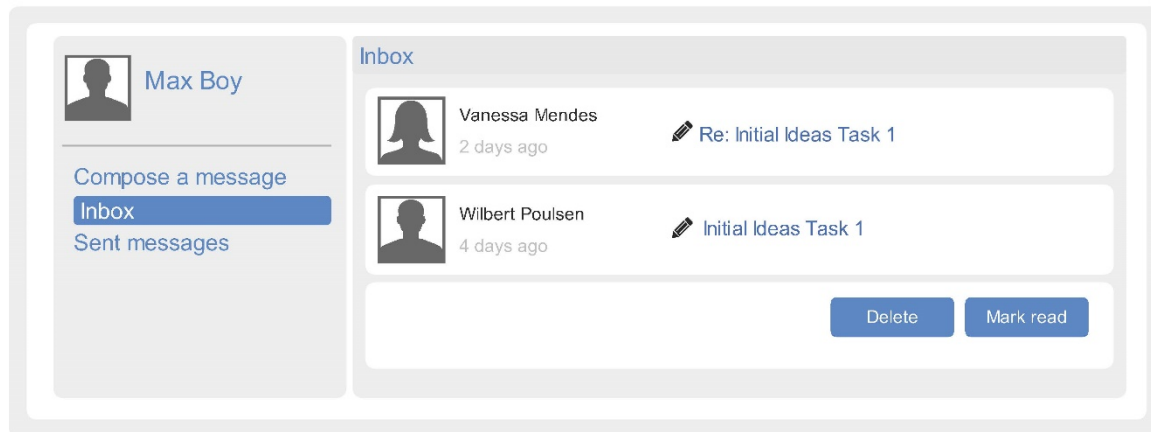 Max Boy
Compose a message
Inbox
Sent messages
Inbox
Vanessa Mendes
2 days ago
Re: Initial Ideas Task 1
Wilbert Poulsen
4 days ago
Initial Ideas Task 1
Delete
Mark read